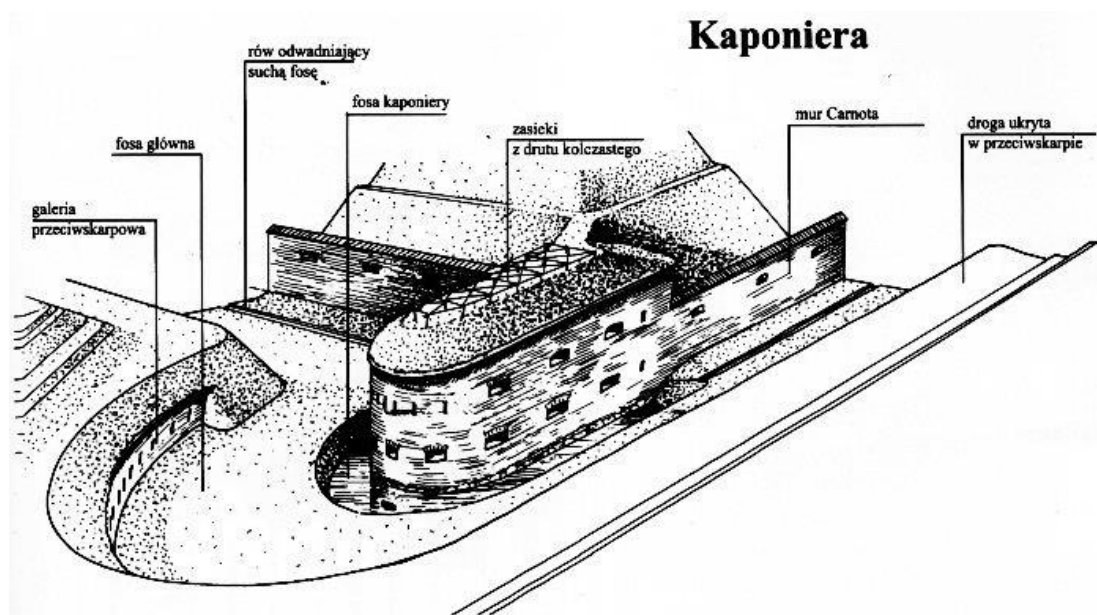 Kaponiera
rów odwadniający
suchą fosę
fosa kaponiery
zasieki
z drutu kolczastego
mur Carnota
droga ukryta
w przeciwskarpie
fosa główna
galeria
przeciwskarpowa